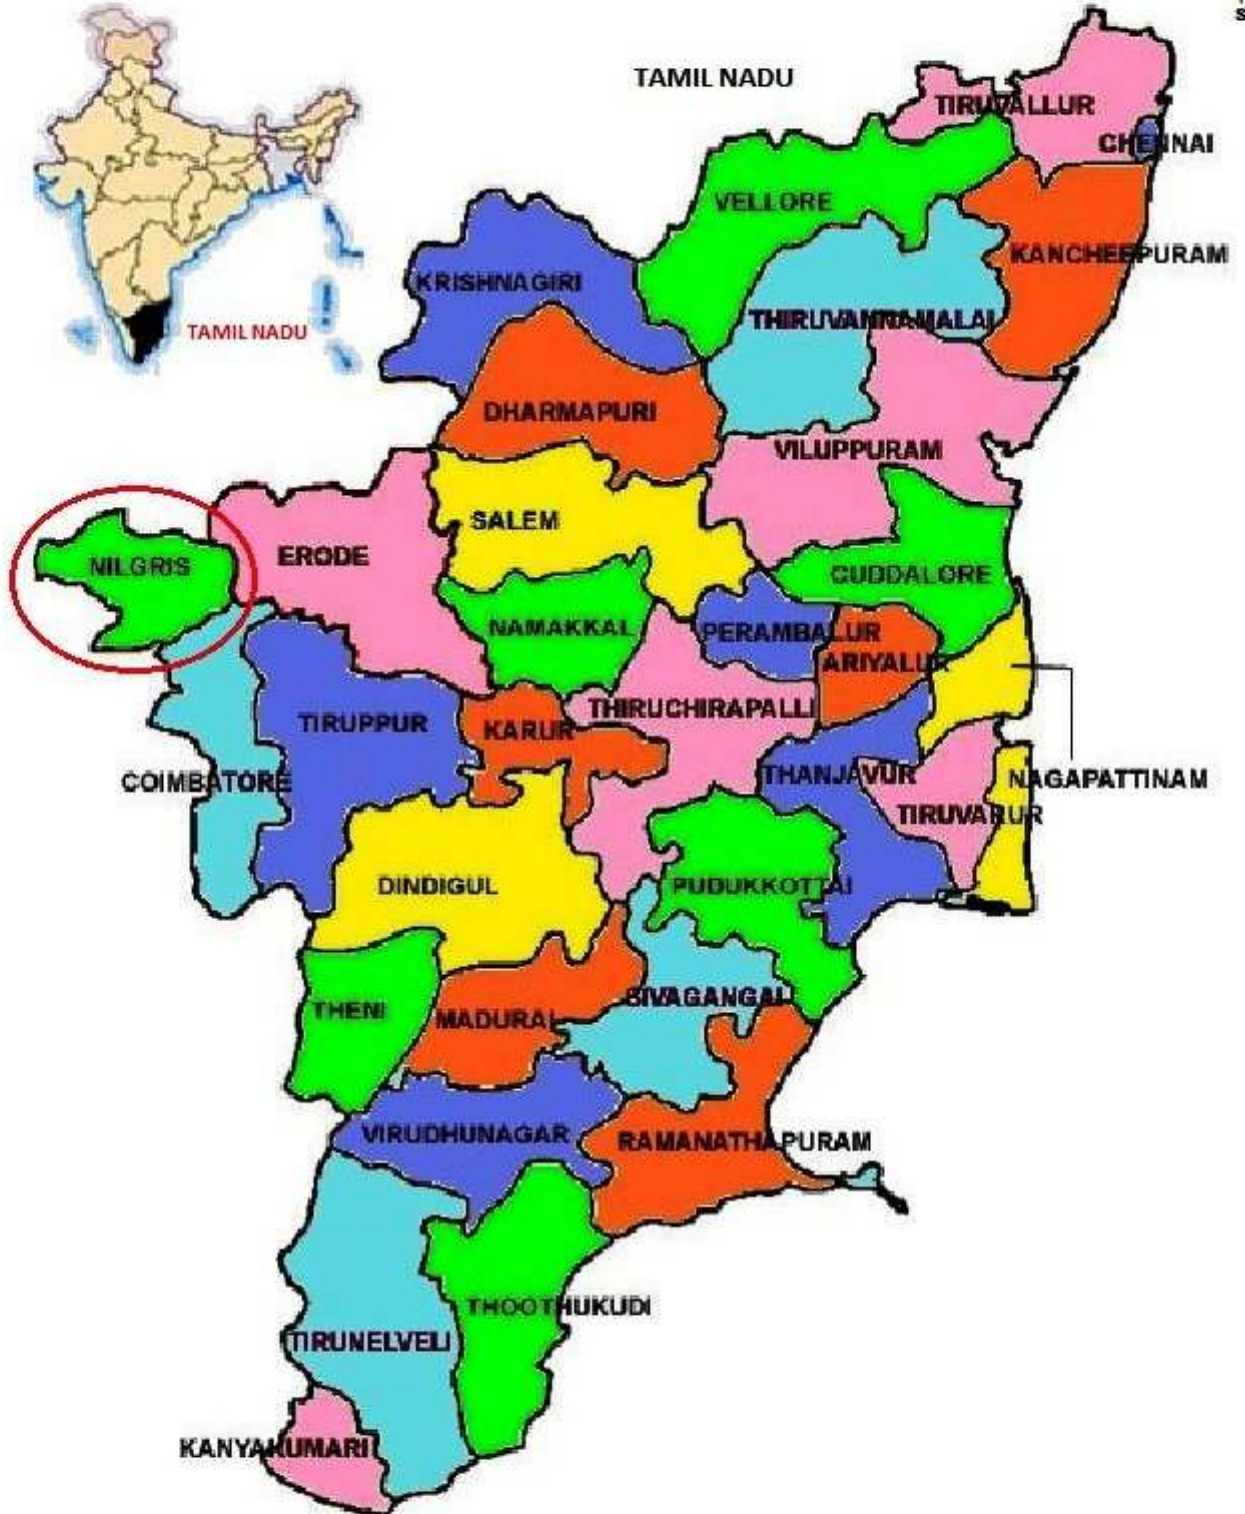 S
TAMIL NADU
TIRUVALLUR
CHENNAI
VELLORE
KANCHEEPURAM
KRISHNAGIRI
THIRUVANNAMALAI
TAMIL NADU
DHARMAPURI
VILUPPURAM
SALEM
ERODE
NILGRIS
CUDDALORE
NAMAKKAL
PERAMBALUR
ARIYALUR
THIRUCHIRAPALLI
TIRUPPUR
KARUR
THANJAVUR
COIMBATORE
NAGAPATTINAM
TIRUVARUR
DINDIGUL
PUDUKKOTTAI
SIVAGANGAI
THENI
MADURAI
VIRUDHUNAGAR
RAMANATHAPURAM
THOOTHUKUDI
TIRUNELVELI
KANYAKUMARI